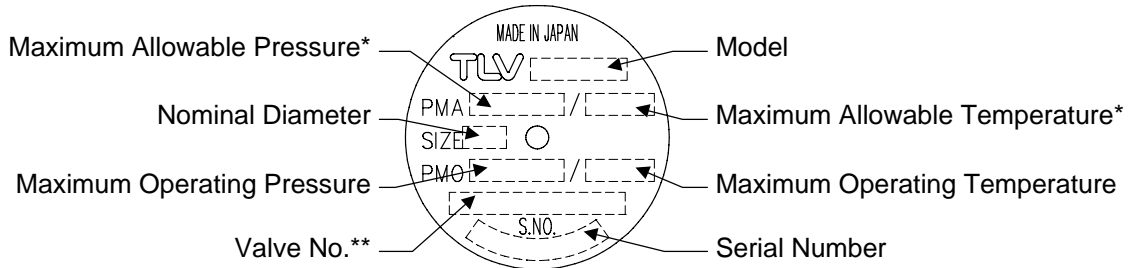 MADE IN JAPAN
Maximum Allowable Pressure*
Model
TLV
PMA /
Nominal Diameter
Maximum Allowable Temperature*
SIZE
Maximum Operating Pressure
PMO /
Maximum Operating Temperature
S.NO.
Valve No.**
Serial Number